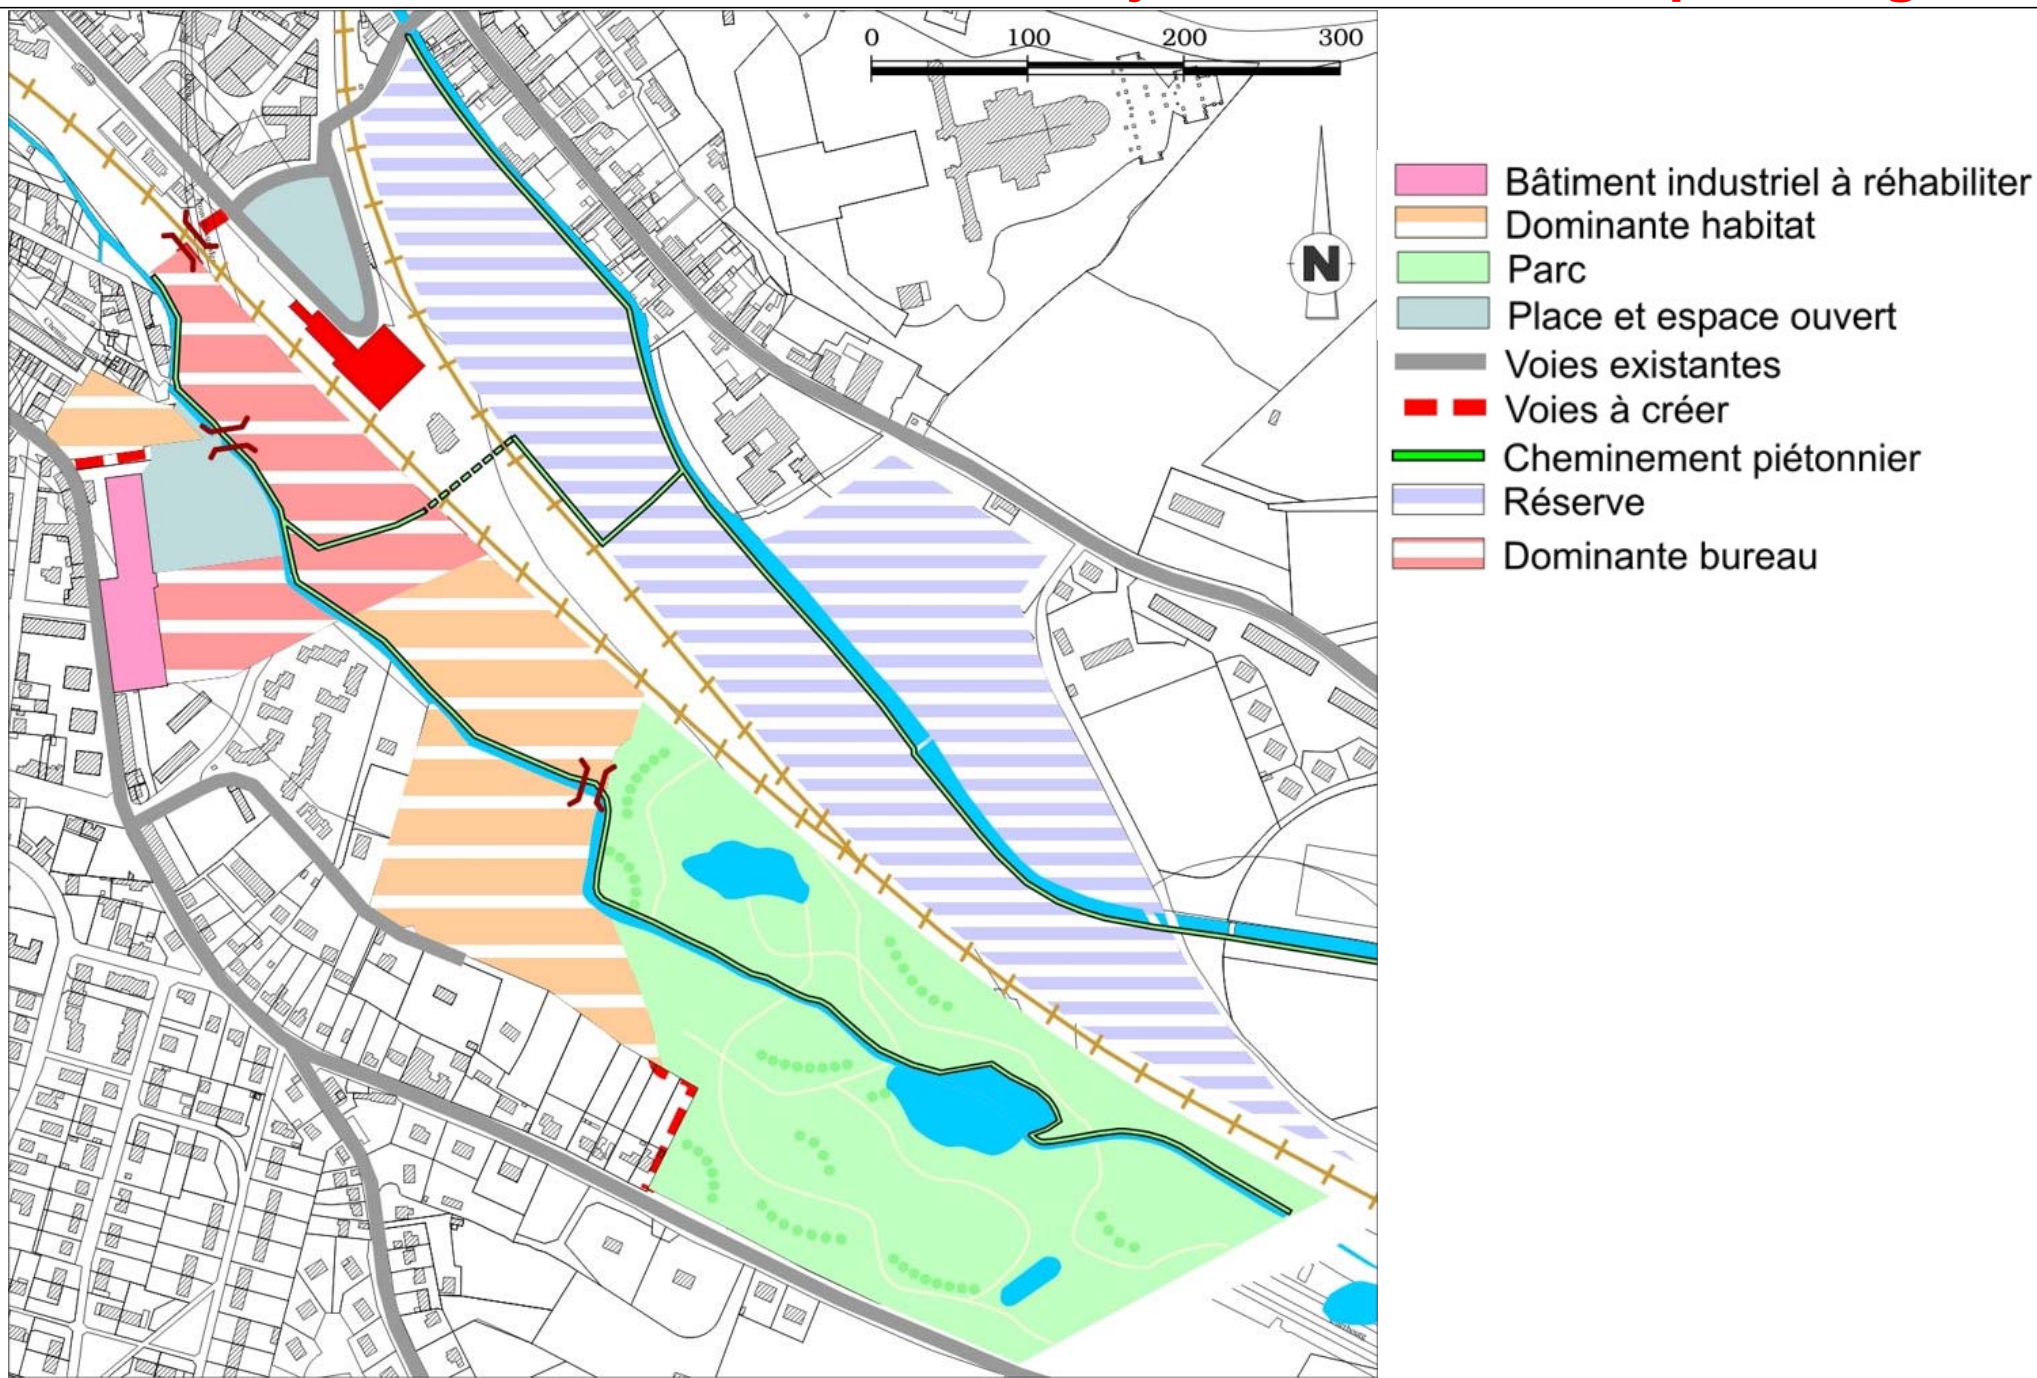 0 100 200 300
N
Bâtiment industriel à réhabiliter
Dominante habitat
Parc
Place et espace ouvert
Voies existantes
Voies à créer
Cheminement piétonnier
Réserve
Dominante bureau